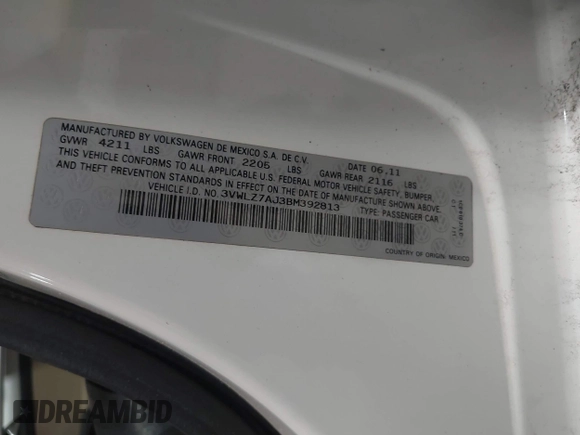 MANUFACTURED BY VOLKSWAGEN DE MEXICO S.A. DE C.V. DATE 06.11
GVWR 4211 LBS GAWR FRONT 2205 LBS GAWR REAR 2116 LBS
THIS VEHICLE CONFORMS TO ALL APPLICABLE U.S. FEDERAL MOTOR VEHICLE SAFETY, BUMPER,
AND THEFT PREVENTION STANDARDS IN EFFECT ON THE DATE OF MANUFACTURE SHOWN ABOVE.
VEHICLE I.D. NO. 3VWLZ7AJ3BM392813 TYPE: PASSENGER CAR
COUNTRY OF ORIGIN: MEXICO
DREAMBID